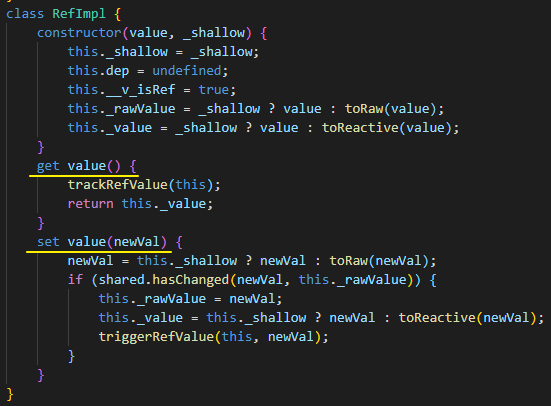 class RefImpl {
    constructor(value, _shallow) {
        this._shallow = _shallow;
        this.dep = undefined;
        this.__v_isRef = true;
        this._rawValue = _shallow ? value : toRaw(value);
        this._value = _shallow ? value : toReactive(value);
    }
    get value() {
        trackRefValue(this);
        return this._value;
    }
    set value(newVal) {
        newVal = this._shallow ? newVal : toRaw(newVal);
        if (shared.hasChanged(newVal, this._rawValue)) {
            this._rawValue = newVal;
            this._value = this._shallow ? newVal : toReactive(newVal);
            triggerRefValue(this, newVal);
        }
    }
}